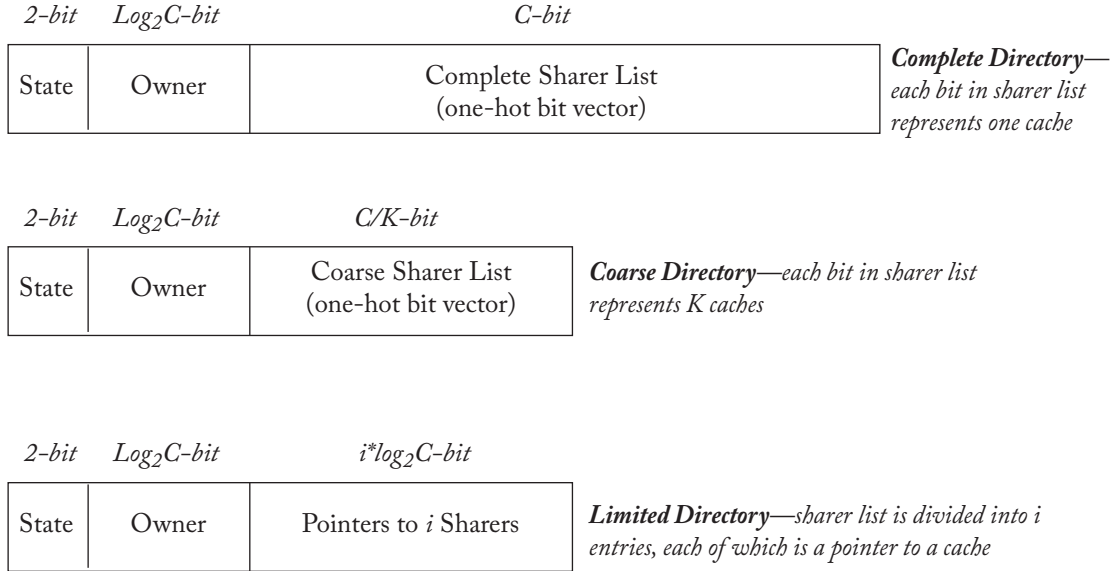 2-bit Log2C-bit C-bit
State Owner Complete Sharer List
(one-hot bit vector)
Complete Directory—
each bit in sharer list
represents one cache
2-bit Log2C-bit C/K-bit
State Owner Coarse Sharer List
(one-hot bit vector)
Coarse Directory—each bit in sharer list
represents K caches
2-bit Log2C-bit i*log2C-bit
State Owner Pointers to i Sharers
Limited Directory—sharer list is divided into i
entries, each of which is a pointer to a cache